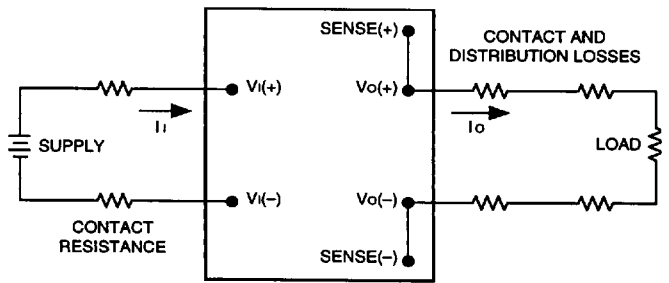 SENSE(+)
CONTACT AND
DISTRIBUTION LOSSES
VI(+)
VO(+)
II
IO
SUPPLY
LOAD
VI(–)
VO(–)
CONTACT
RESISTANCE
SENSE(–)